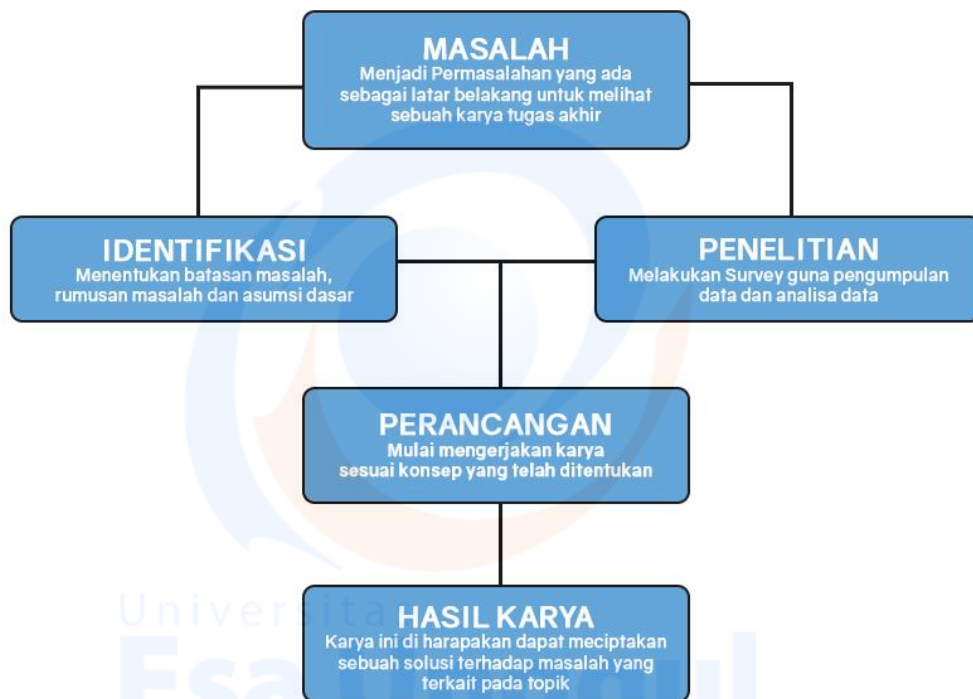 MASALAH
Menjadi Permasalahan yang ada
sebagai latar belakang untuk melihat
sebuah karya tugas akhir
IDENTIFIKASI
Menentukan batasan masalah,
rumusan masalah dan asumsi dasar
PENELITIAN
Melakukan Survey guna pengumpulan
data dan analisa data
PERANCANGAN
Mulai mengerjakan karya
sesuai konsep yang telah ditentukan
HASIL KARYA
Karya ini di harapakan dapat meciptakan
sebuah solusi terhadap masalah yang
terkait pada topik
Esa